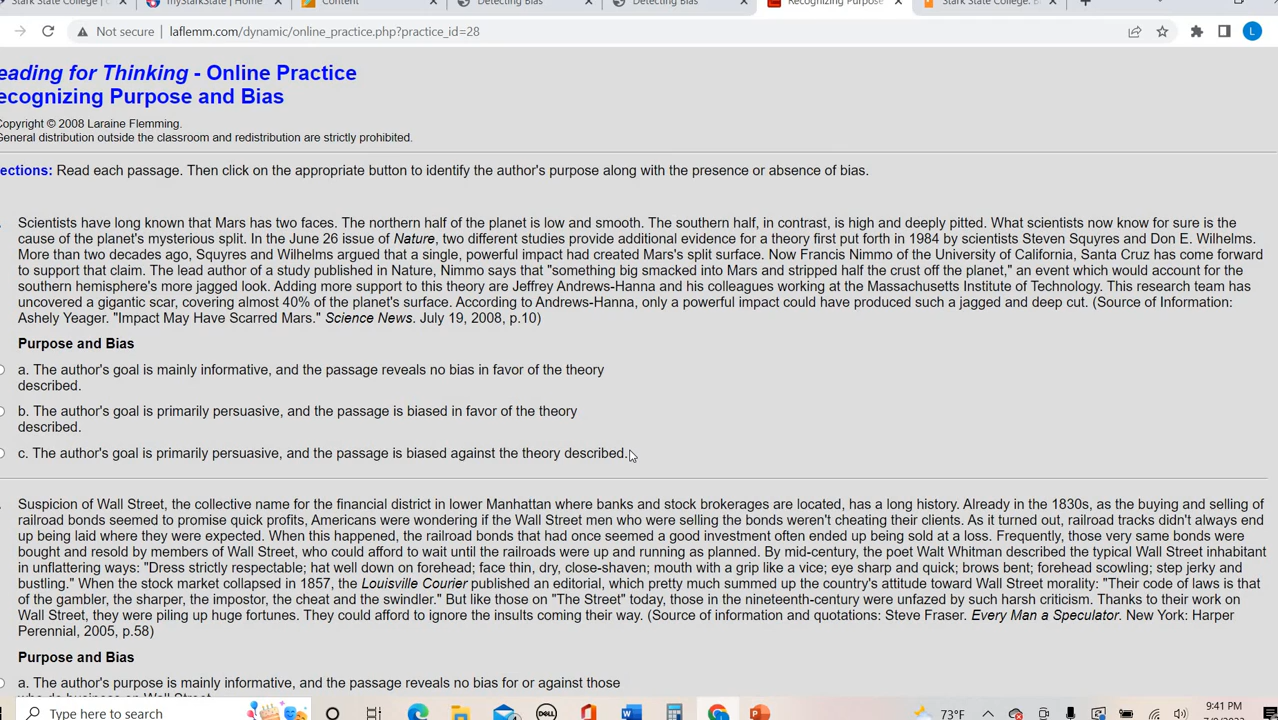 Stark State College |
myStarkState | Home
Content
Detecting Bias
Detecting Bias
Recognizing Purpose
Stark State College. B
Not secure | laflemm.com/dynamic/online_practice.php?practice_id=28
L
eading for Thinking - Online Practice
ecognizing Purpose and Bias
Copyright © 2008 Laraine Flemming.
General distribution outside the classroom and redistribution are strictly prohibited.
ections: Read each passage. Then click on the appropriate button to identify the author's purpose along with the presence or absence of bias.
Scientists have long known that Mars has two faces. The northern half of the planet is low and smooth. The southern half, in contrast, is high and deeply pitted. What scientists now know for sure is the
cause of the planet's mysterious split. In the June 26 issue of Nature, two different studies provide additional evidence for a theory first put forth in 1984 by scientists Steven Squyres and Don E. Wilhelms.
More than two decades ago, Squyres and Wilhelms argued that a single, powerful impact had created Mars's split surface. Now Francis Nimmo of the University of California, Santa Cruz has come forward
to support that claim. The lead author of a study published in Nature, Nimmo says that "something big smacked into Mars and stripped half the crust off the planet," an event which would account for the
southern hemisphere's more jagged look. Adding more support to this theory are Jeffrey Andrews-Hanna and his colleagues working at the Massachusetts Institute of Technology. This research team has
uncovered a gigantic scar, covering almost 40% of the planet's surface. According to Andrews-Hanna, only a powerful impact could have produced such a jagged and deep cut. (Source of Information:
Ashely Yeager. "Impact May Have Scarred Mars." Science News. July 19, 2008, p.10)
Purpose and Bias
a. The author's goal is mainly informative, and the passage reveals no bias in favor of the theory
described.
b. The author's goal is primarily persuasive, and the passage is biased in favor of the theory
described.
c. The author's goal is primarily persuasive, and the passage is biased against the theory described.
Suspicion of Wall Street, the collective name for the financial district in lower Manhattan where banks and stock brokerages are located, has a long history. Already in the 1830s, as the buying and selling of
railroad bonds seemed to promise quick profits, Americans were wondering if the Wall Street men who were selling the bonds weren't cheating their clients. As it turned out, railroad tracks didn't always end
up being laid where they were expected. When this happened, the railroad bonds that had once seemed a good investment often ended up being sold at a loss. Frequently, those very same bonds were
bought and resold by members of Wall Street, who could afford to wait until the railroads were up and running as planned. By mid-century, the poet Walt Whitman described the typical Wall Street inhabitant
in unflattering ways: "Dress strictly respectable; hat well down on forehead; face thin, dry, close-shaven; mouth with a grip like a vice; eye sharp and quick; brows bent; forehead scowling; step jerky and
bustling." When the stock market collapsed in 1857, the Louisville Courier published an editorial, which pretty much summed up the country's attitude toward Wall Street morality: "Their code of laws is that
of the gambler, the sharper, the impostor, the cheat and the swindler." But like those on "The Street" today, those in the nineteenth-century were unfazed by such harsh criticism. Thanks to their work on
Wall Street, they were piling up huge fortunes. They could afford to ignore the insults coming their way. (Source of information and quotations: Steve Fraser. Every Man a Speculator. New York: Harper
Perennial, 2005, p.58)
Purpose and Bias
a. The author's purpose is mainly informative, and the passage reveals no bias for or against those
who do business on Wall Street.
Type here to search
DELL
73°F
9:41 PM